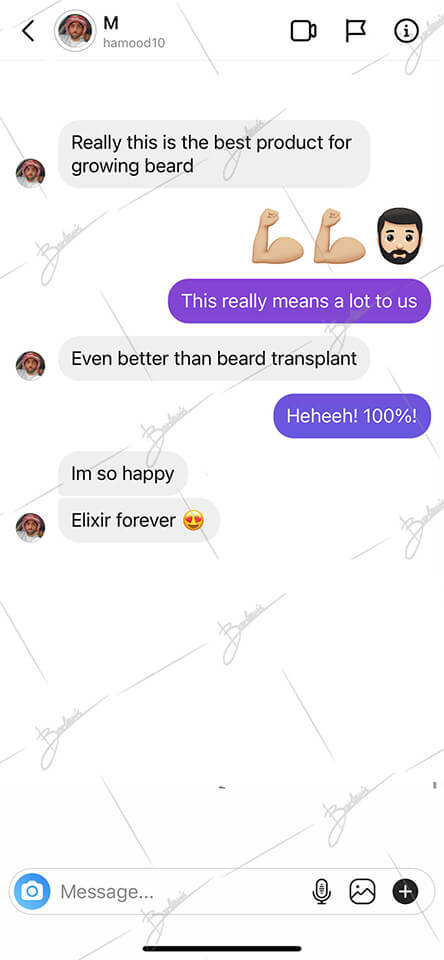 M
hamood10
Really this is the best product for
growing beard
This really means a lot to us
Even better than beard transplant
Heheeh! 100%!
Im so happy
Elixir forever 😍
Message...